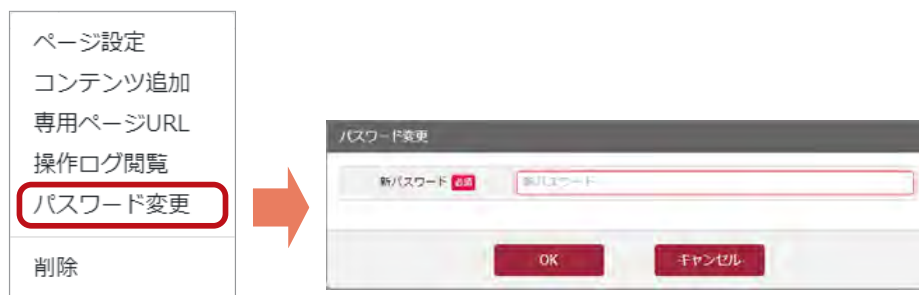 ページ設定
コンテンツ追加
専用ページURL
操作ログ閲覧
パスワード変更
削除
パスワード変更
新パスワード 必須 新パスワード
OK キャンセル